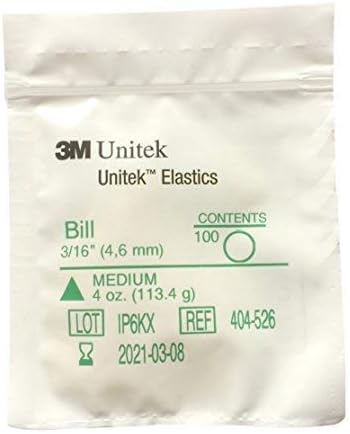 3M Unitek
Unitek™ Elastics
Bill
3/16" (4,6 mm)
CONTENTS
100
MEDIUM
4 oz. (113.4 g)
LOT IP6KX REF 404-526
2021-03-08